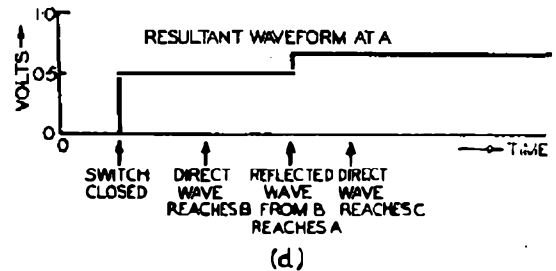 1·0
RESULTANT WAVEFORM AT A
VOLTS
0·5
0
0
TIME
SWITCH DIRECT REFLECTED DIRECT
CLOSED WAVE WAVE WAVE
REACHES B FROM B REACHES C
REACHES A
(d)